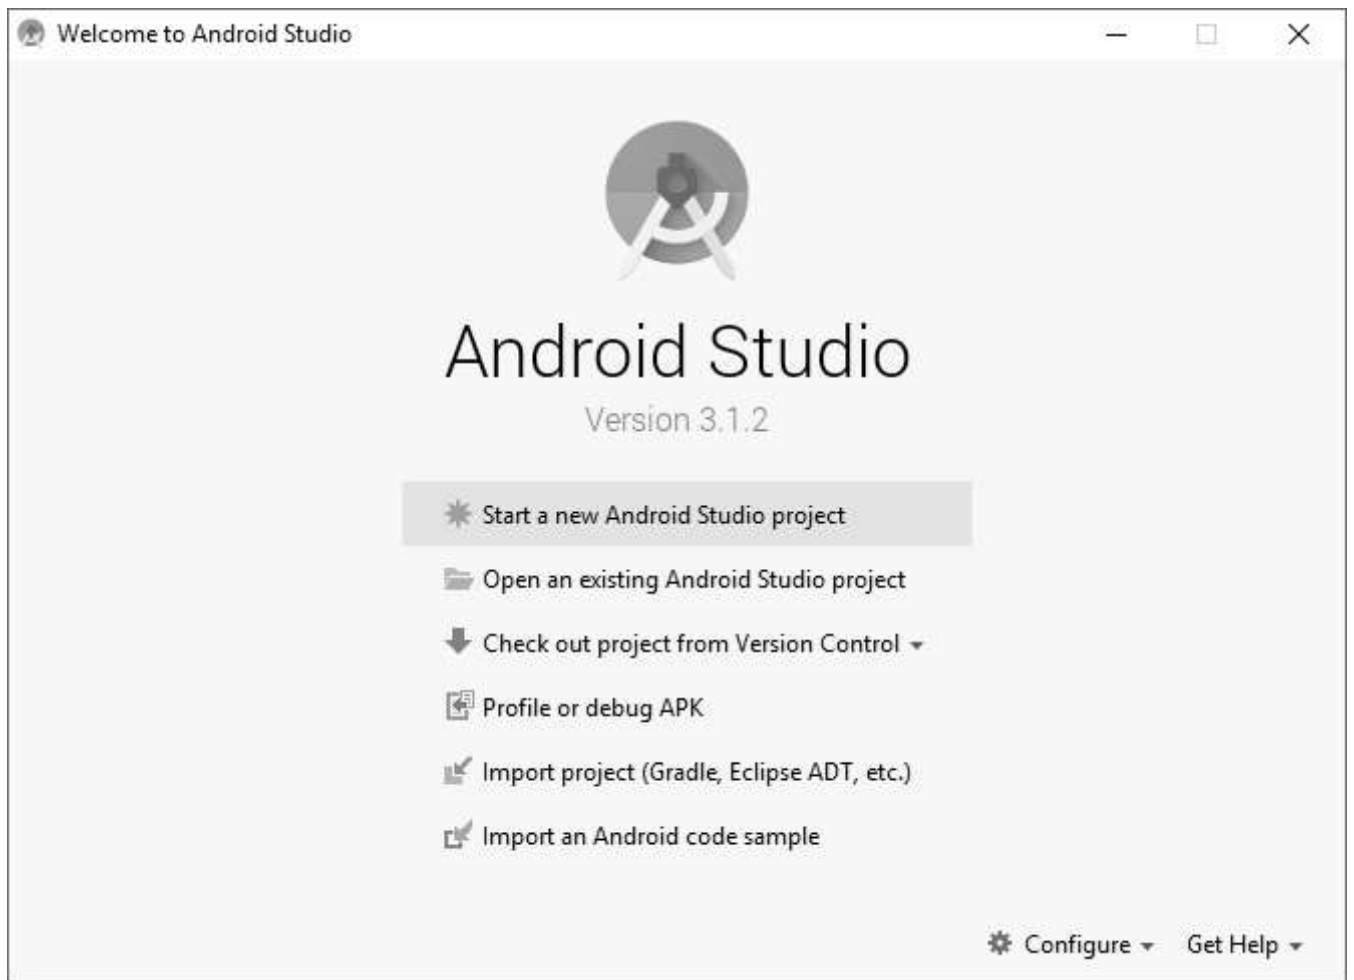 Welcome to Android Studio
Android Studio
Version 3.1.2
Start a new Android Studio project
Open an existing Android Studio project
Check out project from Version Control
Profile or debug APK
Import project (Gradle, Eclipse ADT, etc.)
Import an Android code sample
Configure Get Help